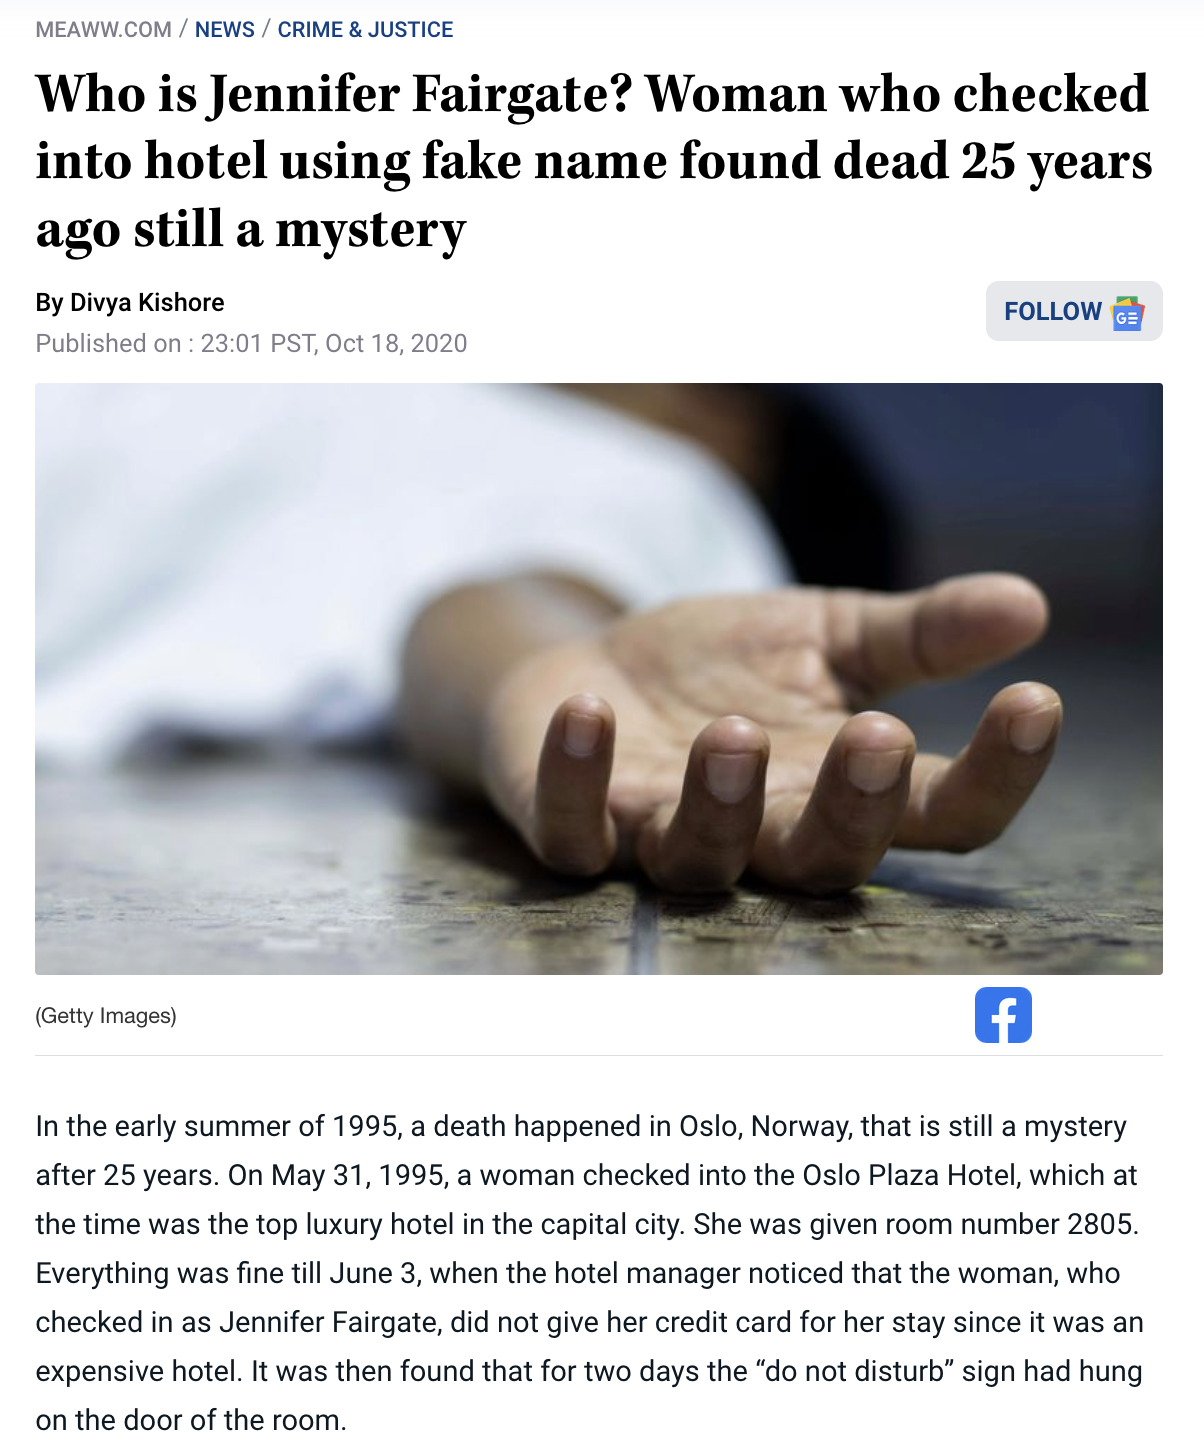 MEAWW.COM / NEWS / CRIME & JUSTICE
Who is Jennifer Fairgate? Woman who checked
into hotel using fake name found dead 25 years
ago still a mystery
By Divya Kishore
FOLLOW GE
Published on : 23:01 PST, Oct 18, 2020
(Getty Images)
In the early summer of 1995, a death happened in Oslo, Norway, that is still a mystery
after 25 years. On May 31, 1995, a woman checked into the Oslo Plaza Hotel, which at
the time was the top luxury hotel in the capital city. She was given room number 2805.
Everything was fine till June 3, when the hotel manager noticed that the woman, who
checked in as Jennifer Fairgate, did not give her credit card for her stay since it was an
expensive hotel. It was then found that for two days the “do not disturb” sign had hung
on the door of the room.